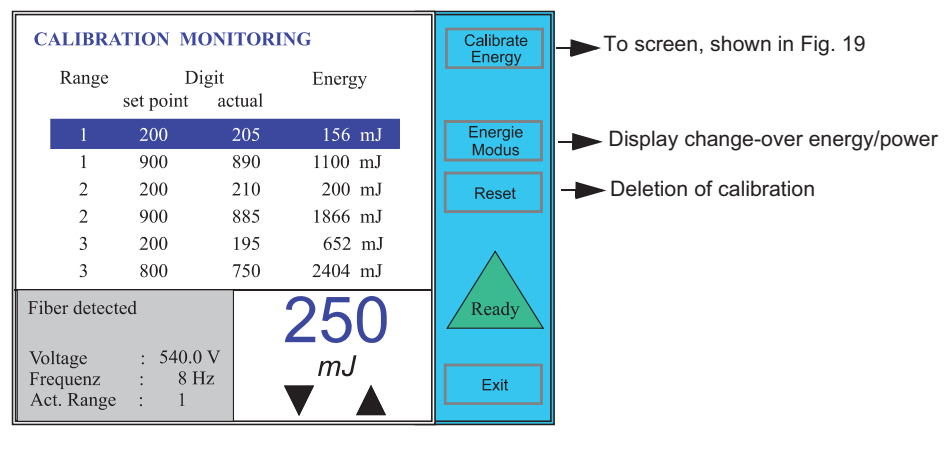 CALIBRATION MONITORING
Range Digit Energy
set point actual
1 200 205 156 mJ
1 900 890 1100 mJ
2 200 210 200 mJ
2 900 885 1866 mJ
3 200 195 652 mJ
3 800 750 2404 mJ
Fiber detected
Voltage : 540.0 V
Frequenz : 8 Hz
Act. Range : 1
250
mJ
Calibrate
Energy
To screen, shown in Fig. 19
Energie
Modus
Display change-over energy/power
Reset
Deletion of calibration
Ready
Exit